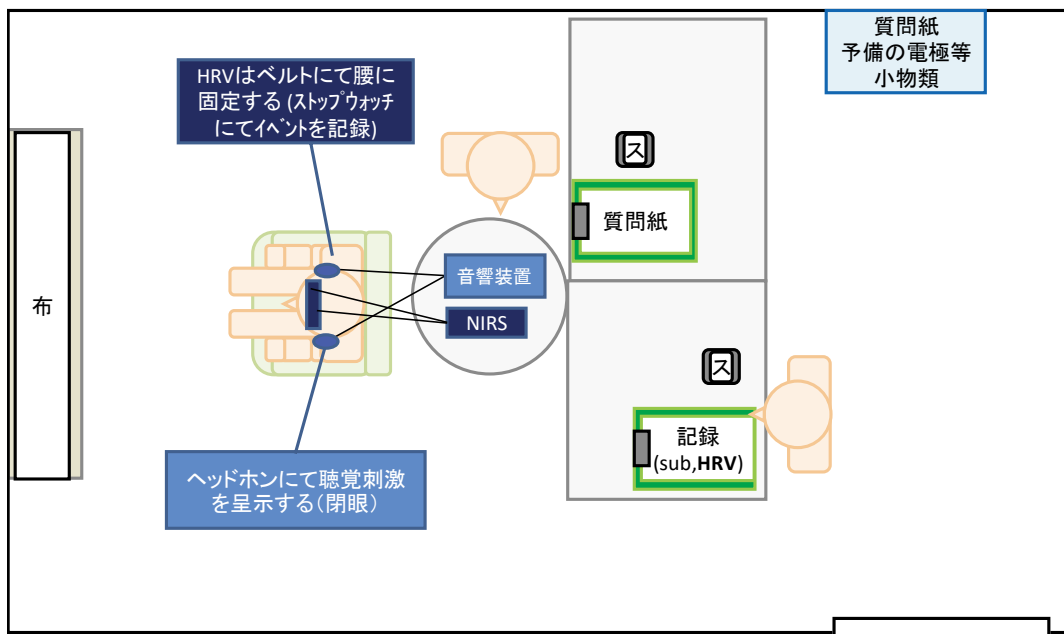 質問紙
予備の電極等
小物類
HRVはベルトにて腰に
固定する (ｽﾄｯﾌﾟｳｫｯﾁ
にてｲﾍﾞﾝﾄを記録)
ス
質問紙
音響装置
NIRS
布
ス
記録
(sub,HRV)
ヘッドホンにて聴覚刺激
を呈示する（閉眼）